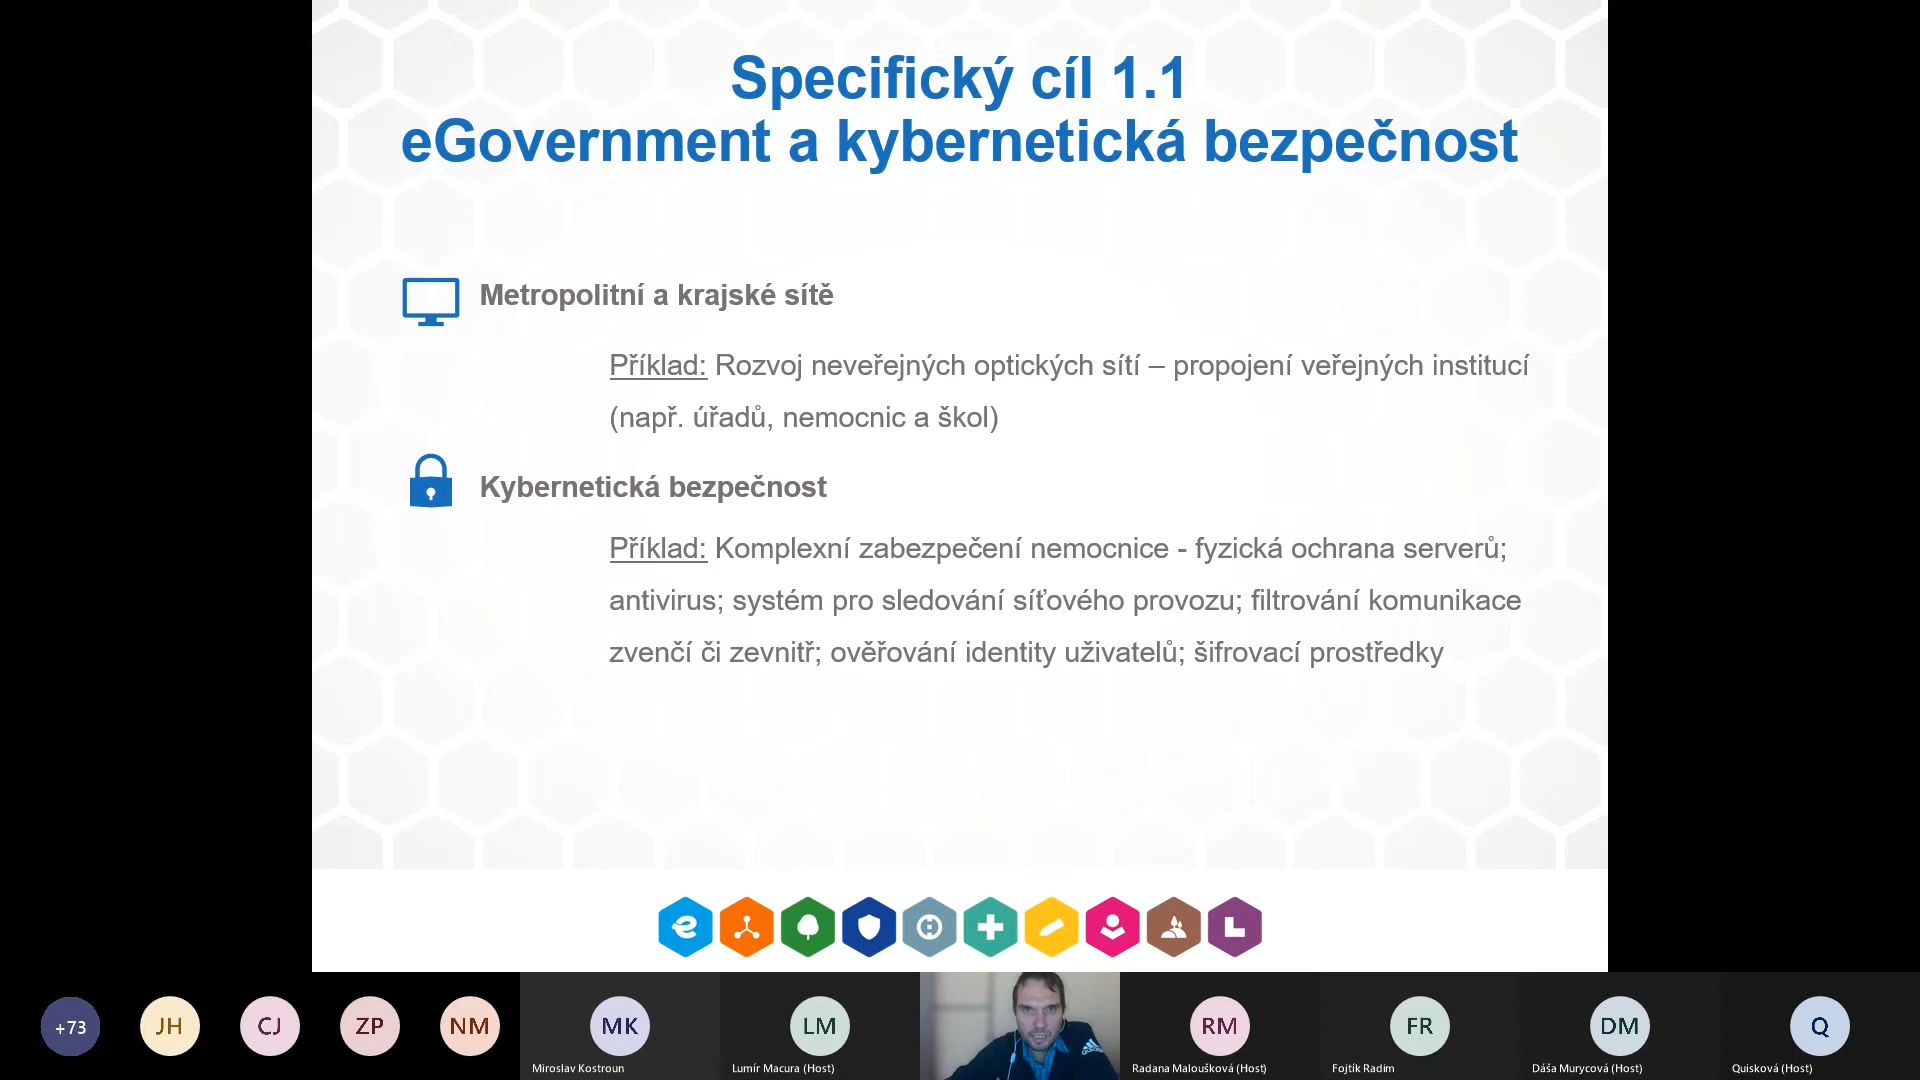 Specifický cíl 1.1
eGovernment a kybernetická bezpečnost
Metropolitní a krajské sítě
Příklad: Rozvoj neveřejných optických sítí – propojení veřejných institucí
(např. úřadů, nemocnic a škol)
Kybernetická bezpečnost
Příklad: Komplexní zabezpečení nemocnice - fyzická ochrana serverů;
antivirus; systém pro sledování síťového provozu; filtrování komunikace
zvenčí či zevnitř; ověřování identity uživatelů; šifrovací prostředky
+73
JH
CJ
ZP
NM
MK
LM
RM
FR
DM
Q
Miroslav Kostroun
Lumír Macura (Host)
adidas
Radana Maloušková (Host)
Fojtík Radim
Dáša Murycová (Host)
Quisková (Host)